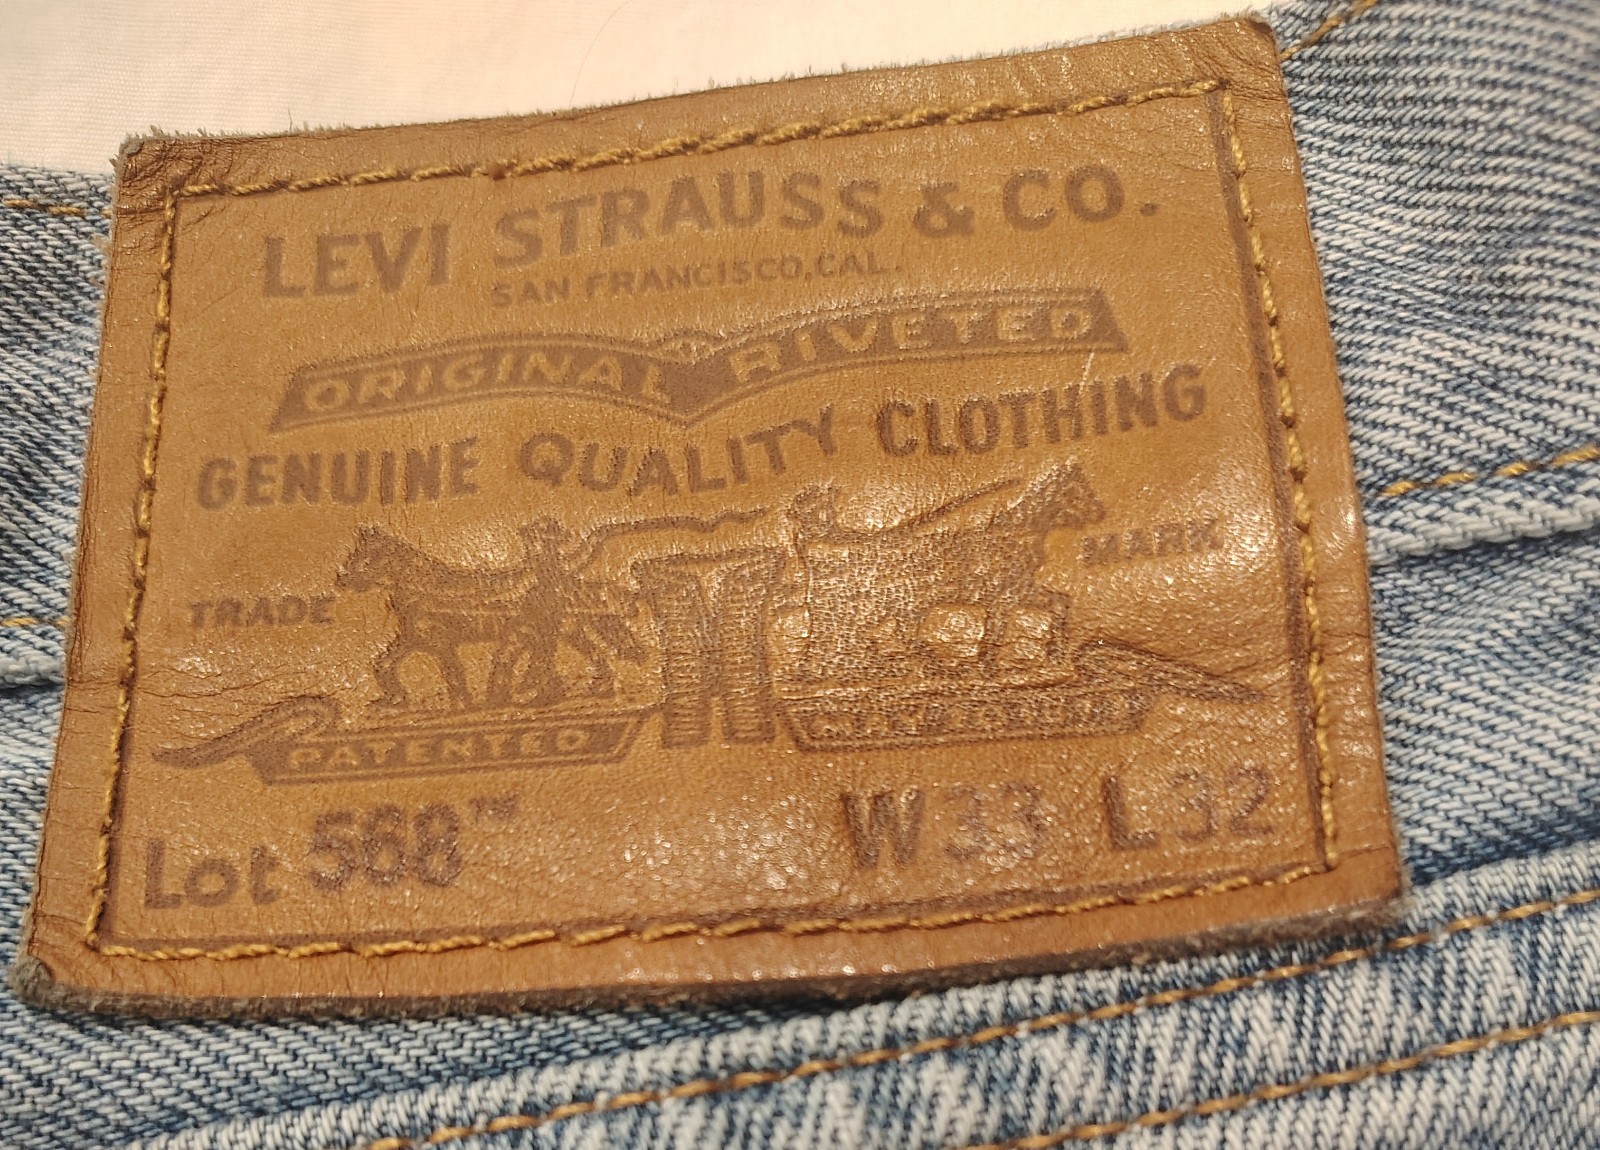 LEVI STRAUSS & CO.
SAN FRANCISCO, CAL.
ORIGINAL RIVETED
GENUINE QUALITY CLOTHING
TRADE MARK
PATENTED
Lot 568™ W33 L32